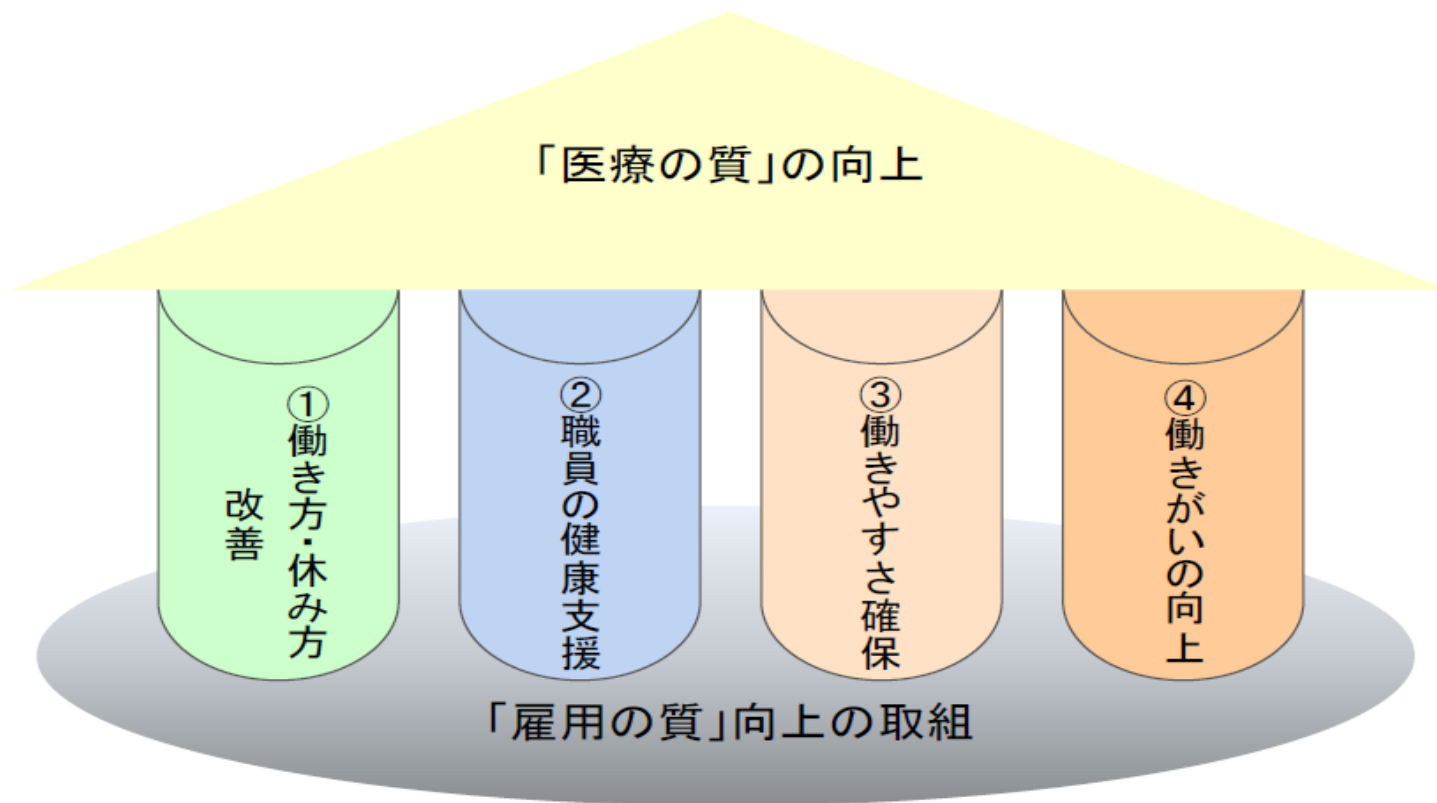 「医療の質」の向上
①働き方・休み方
改善
②職員の健康支援
③働きやすさ確保
④働きがいの向上
「雇用の質」向上の取組